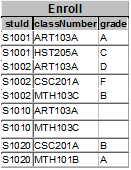 Enroll
stuId classNumber grade
S1001 ART103A A
S1001 HST205A C
S1002 ART103A D
S1002 CSC201A F
S1002 MTH103C B
S1010 ART103A
S1010 MTH103C
S1020 CSC201A B
S1020 MTH101B A